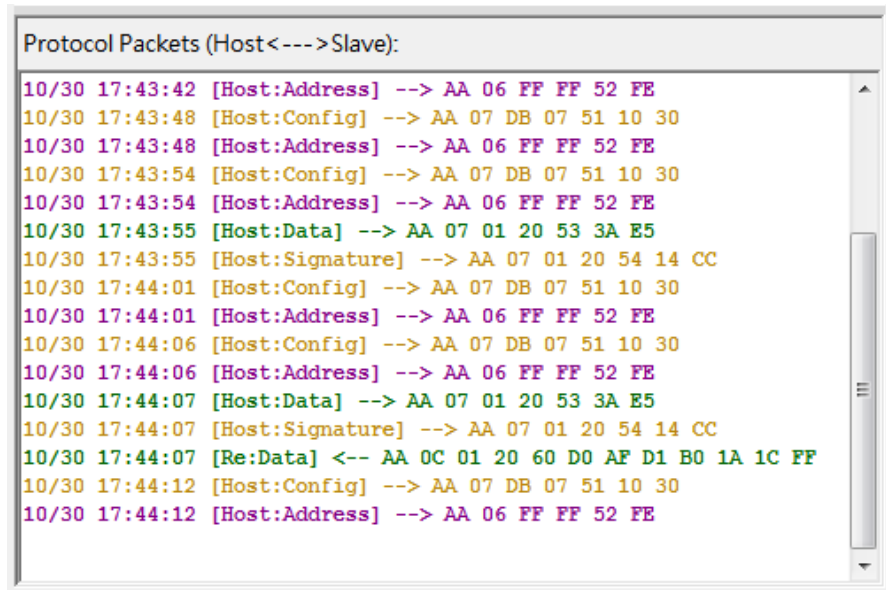 Protocol Packets (Host<--->Slave):
10/30 17:43:42 [Host:Address] --> AA 06 FF FF 52 FE
10/30 17:43:48 [Host:Config] --> AA 07 DB 07 51 10 30
10/30 17:43:48 [Host:Address] --> AA 06 FF FF 52 FE
10/30 17:43:54 [Host:Config] --> AA 07 DB 07 51 10 30
10/30 17:43:54 [Host:Address] --> AA 06 FF FF 52 FE
10/30 17:43:55 [Host:Data] --> AA 07 01 20 53 3A E5
10/30 17:43:55 [Host:Signature] --> AA 07 01 20 54 14 CC
10/30 17:44:01 [Host:Config] --> AA 07 DB 07 51 10 30
10/30 17:44:01 [Host:Address] --> AA 06 FF FF 52 FE
10/30 17:44:06 [Host:Config] --> AA 07 DB 07 51 10 30
10/30 17:44:06 [Host:Address] --> AA 06 FF FF 52 FE
10/30 17:44:07 [Host:Data] --> AA 07 01 20 53 3A E5
10/30 17:44:07 [Host:Signature] --> AA 07 01 20 54 14 CC
10/30 17:44:07 [Re:Data] <-- AA 0C 01 20 60 D0 AF D1 B0 1A 1C FF
10/30 17:44:12 [Host:Config] --> AA 07 DB 07 51 10 30
10/30 17:44:12 [Host:Address] --> AA 06 FF FF 52 FE